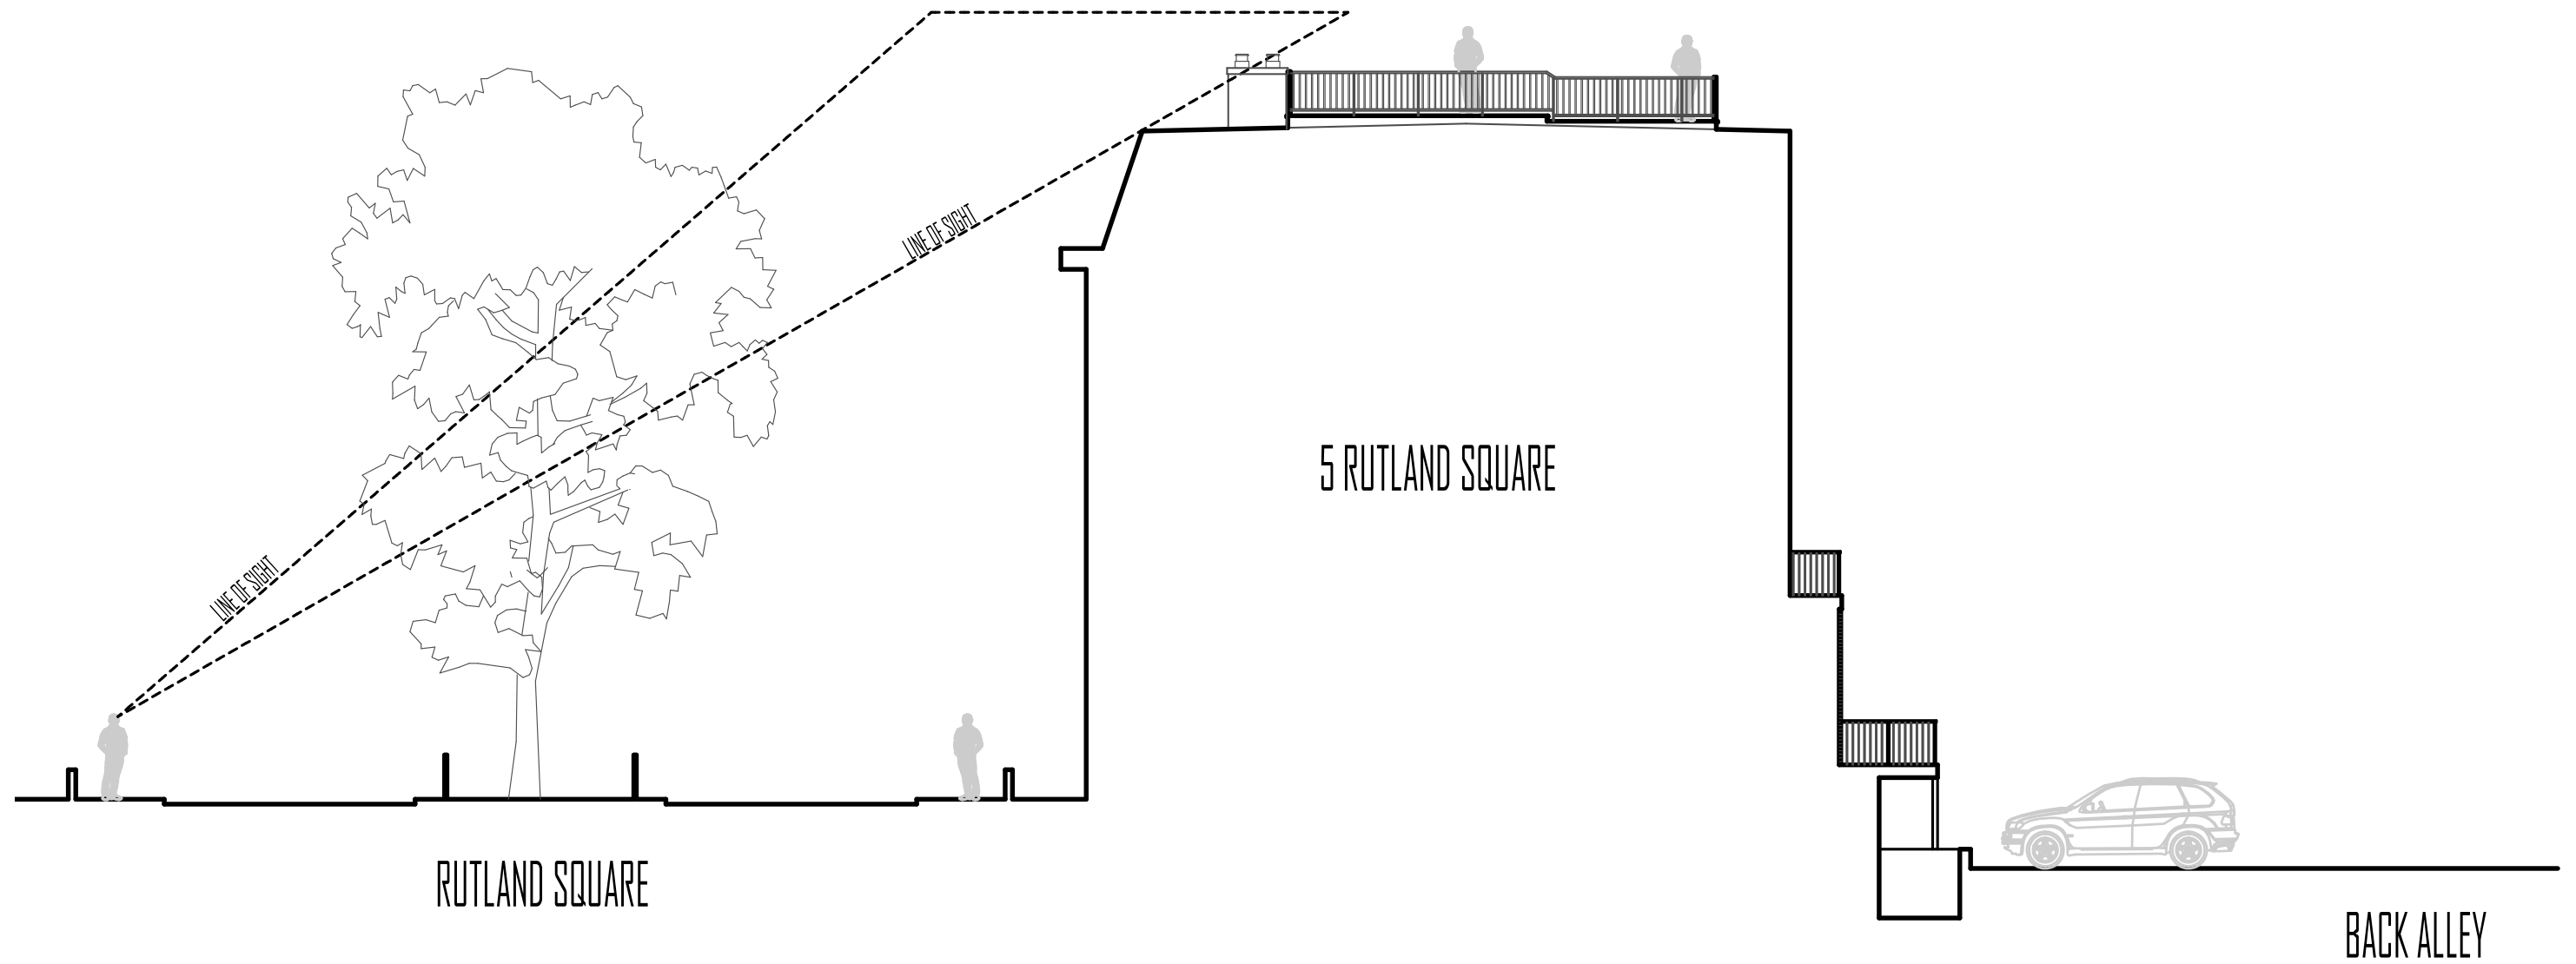 LINE OF SIGHT
LINE OF SIGHT
5 RUTLAND SQUARE
RUTLAND SQUARE
BACK ALLEY